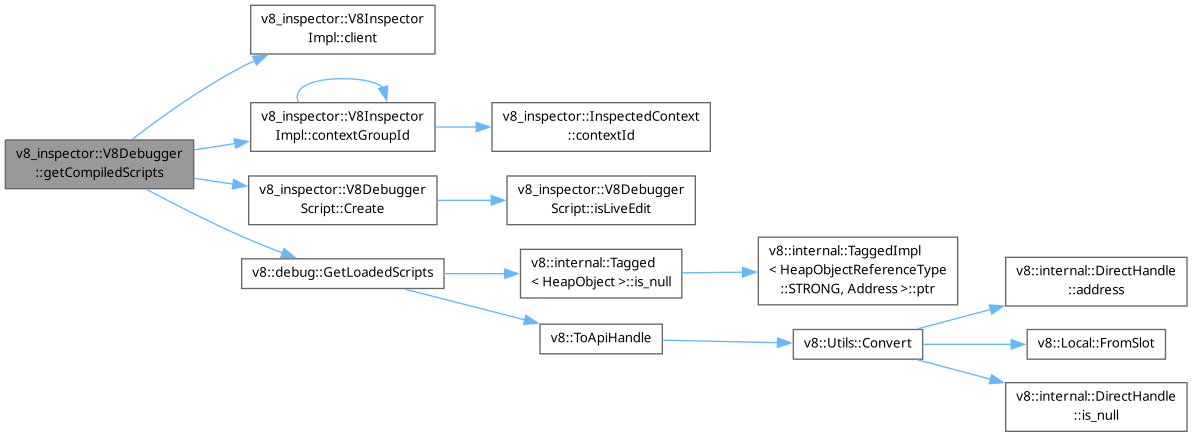 v8_inspector::V8Debugger
::getCompiledScripts
v8_inspector::V8Inspector
Impl::client
v8_inspector::V8Inspector
Impl::contextGroupId
v8_inspector::InspectedContext
::contextId
v8_inspector::V8Debugger
Script::Create
v8_inspector::V8Debugger
Script::isLiveEdit
v8::debug::GetLoadedScripts
v8::internal::Tagged
< HeapObject >::is_null
v8::internal::TaggedImpl
< HeapObjectReferenceType
::STRONG, Address >::ptr
v8::ToApiHandle
v8::Utils::Convert
v8::internal::DirectHandle
::address
v8::Local::FromSlot
v8::internal::DirectHandle
::is_null